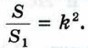 S/S₁ = k².